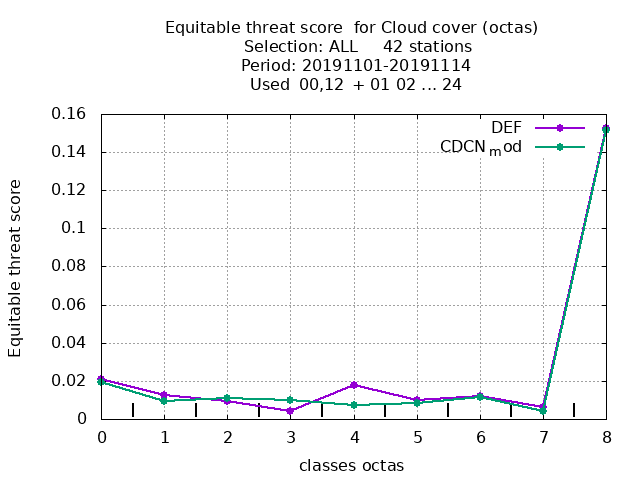 Equitable threat score for Cloud cover (octas)
Selection: ALL 42 stations
Period: 20191101-20191114
Used 00,12 + 01 02 ... 24
DEF
CDCNmod
0.16
0.14
0.12
0.1
0.08
0.06
0.04
0.02
0
Equitable threat score
0 1 2 3 4 5 6 7 8
classes octas